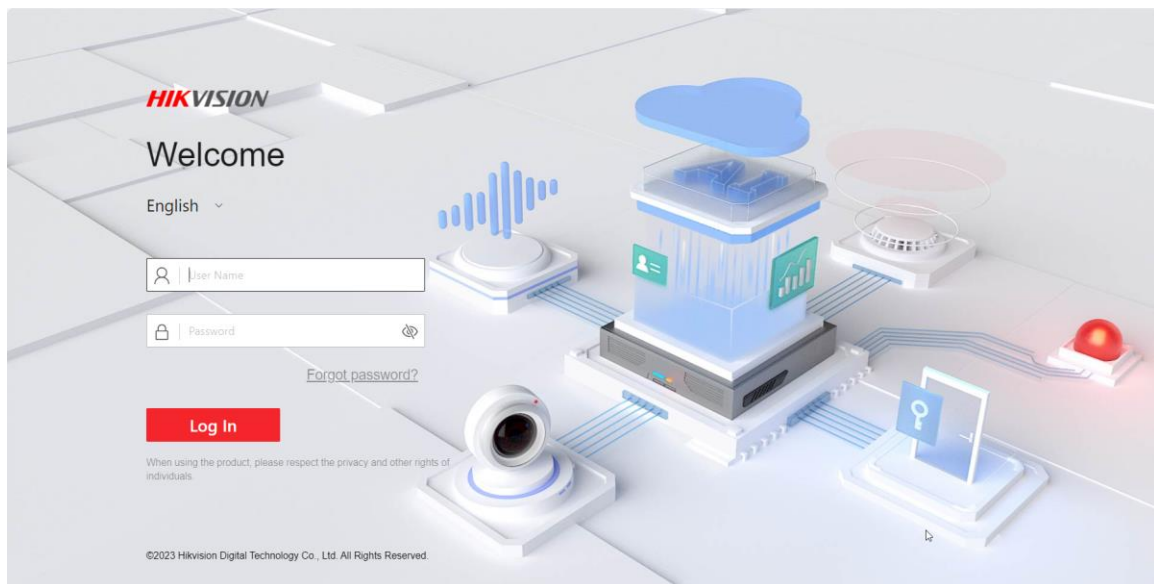 HIKVISION
Welcome
English
User Name
Password
Forgot password?
Log In
When using the product, please respect the privacy and other rights of
individuals.
©2023 Hikvision Digital Technology Co., Ltd. All Rights Reserved.
AI